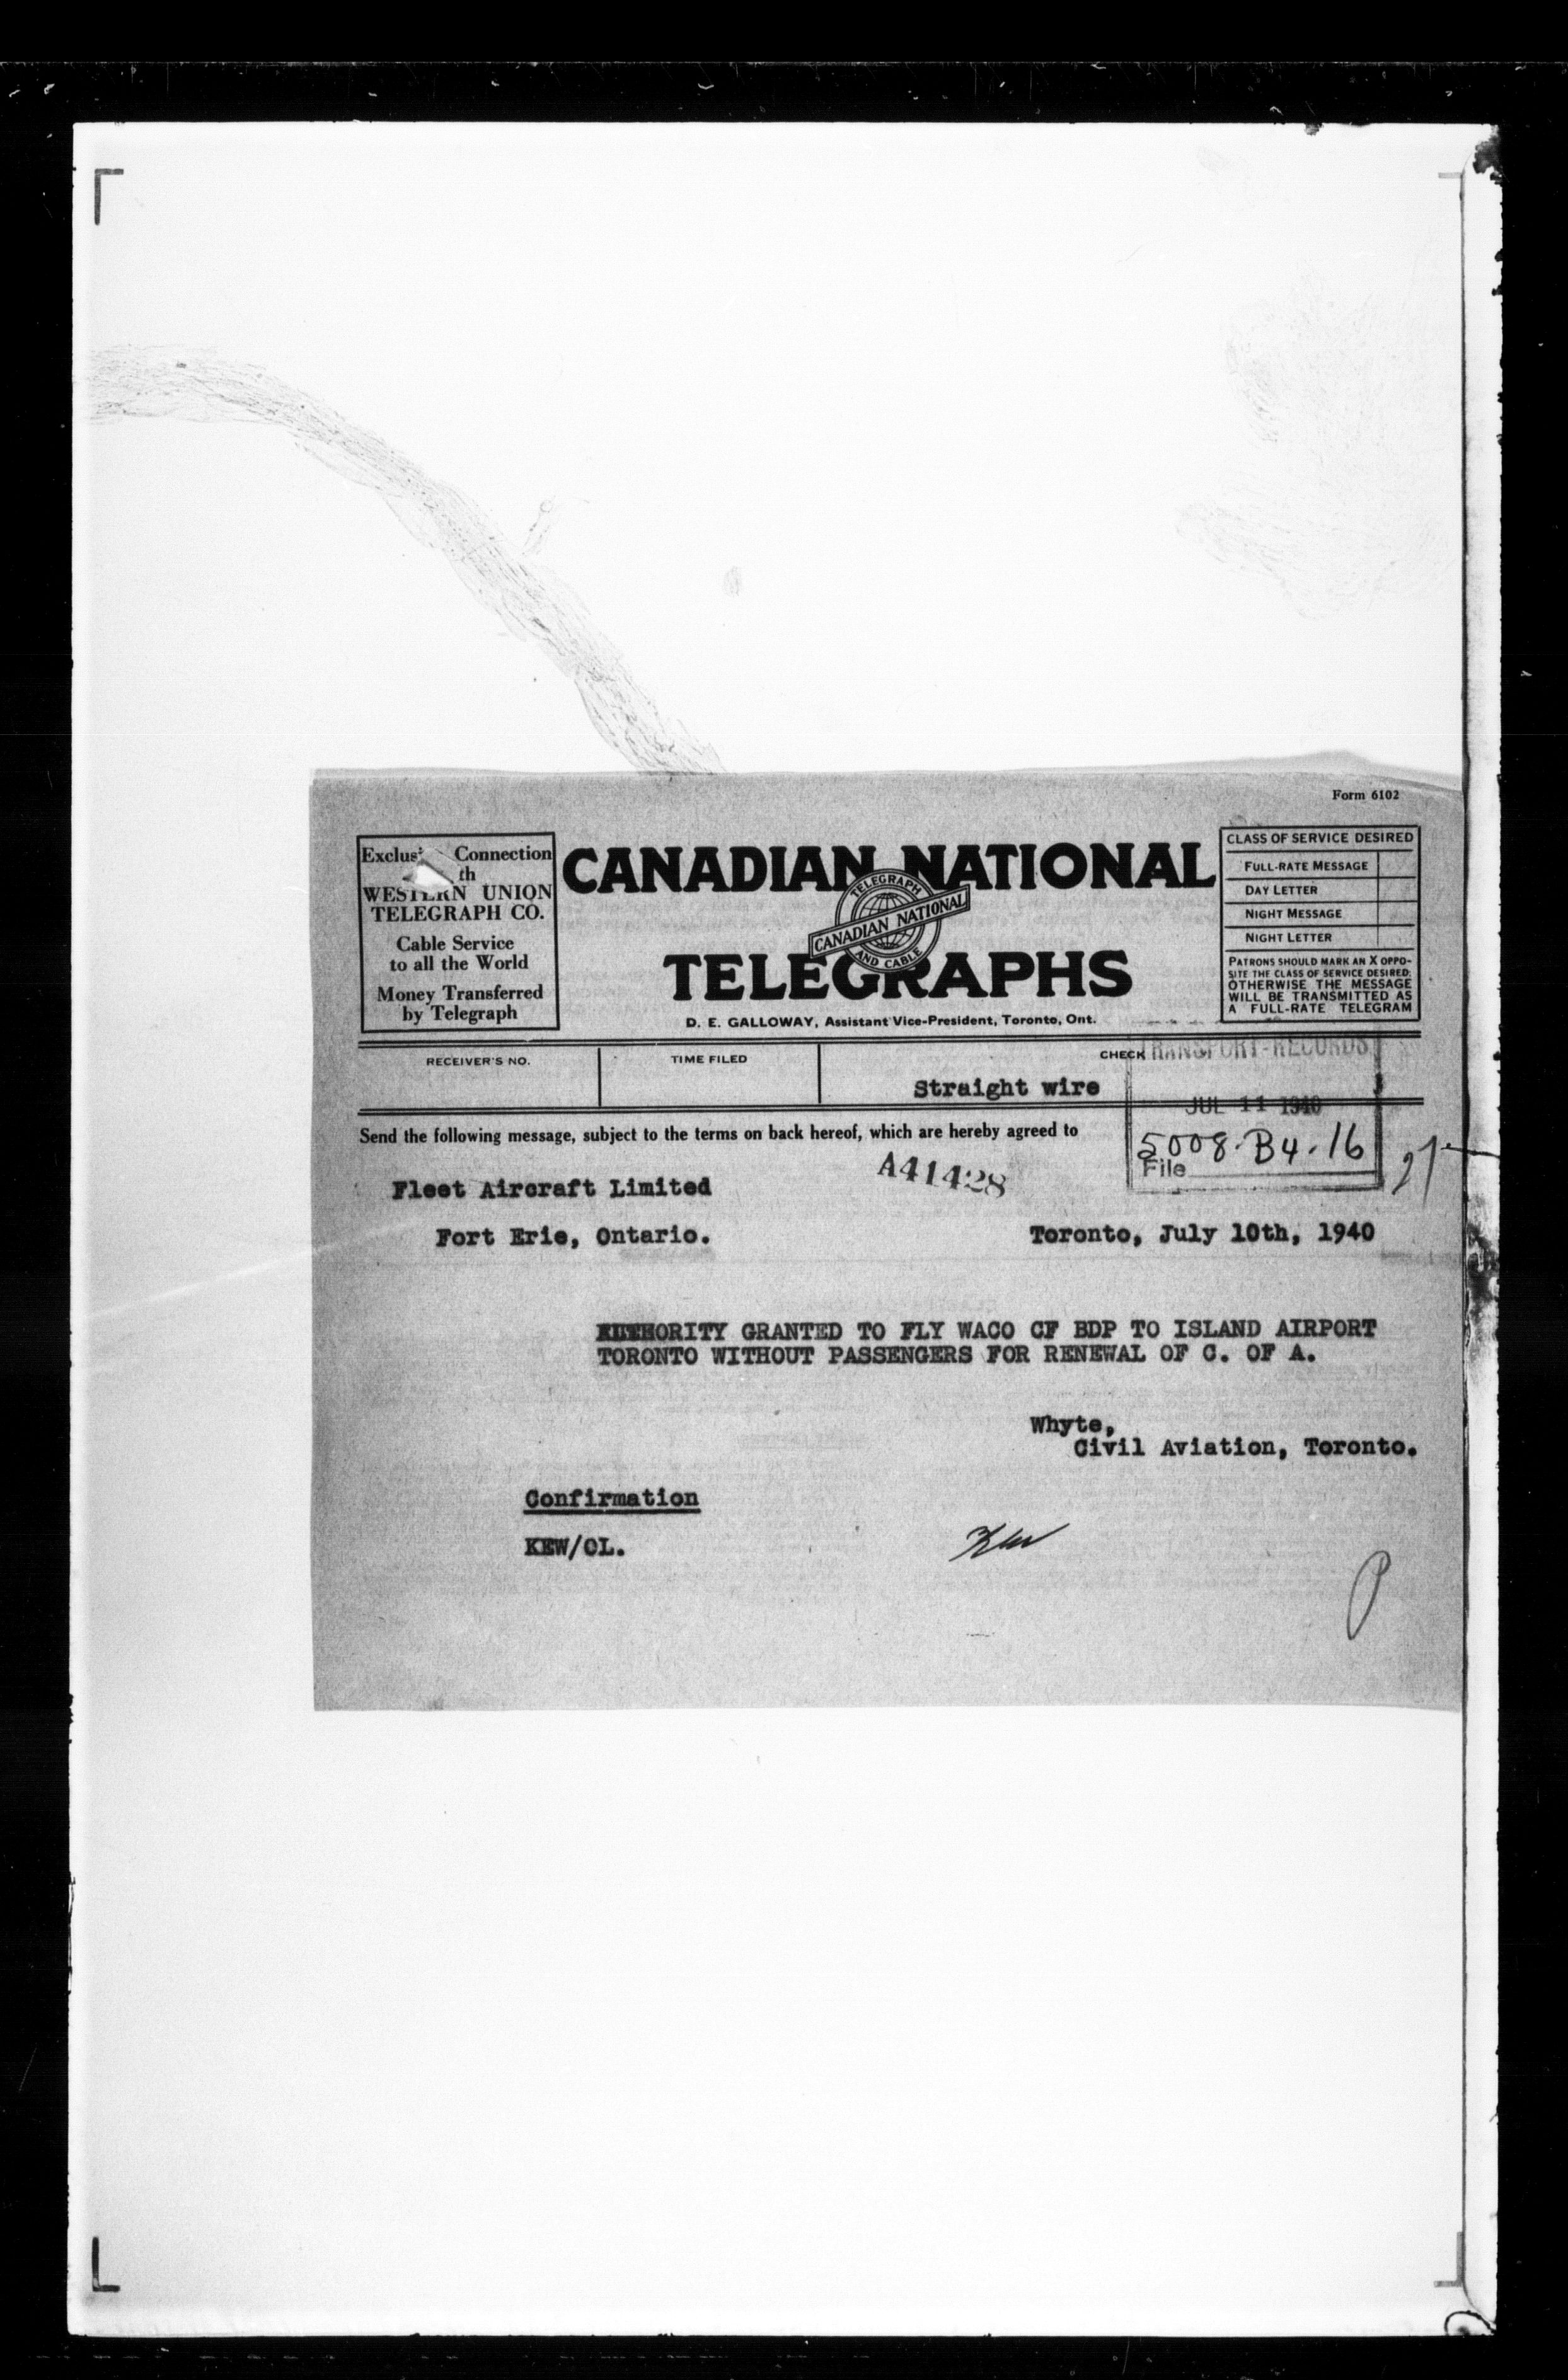 Form 6102
Connection
th
WESTERN UNION
TELEGRAPH CO.
Cable Service
to all the World
Money Transferred
by Telegraph
CANADIAN NATIONAL
TELEGRAPH
CANADIAN NATIONAL
AND CABLE
TELEGRAPHS
D. E. GALLOWAY, Assistant Vice-President, Toronto, Ont.
CLASS OF SERVICE DESIRED
FULL-RATE MESSAGE
DAY LETTER
NIGHT MESSAGE
NIGHT LETTER
PATRONS SHOULD MARK AN X OPPO-
SITE THE CLASS OF SERVICE DESIRED:
OTHERWISE THE MESSAGE
WILL BE TRANSMITTED AS
A FULL-RATE TELEGRAM
RECEIVER'S NO.
TIME FILED
CHECK
TRANSPORT-RECORDS
Straight wire
JUL 11 1940
Send the following message, subject to the terms on back hereof, which are hereby agreed to
5008-B4-16
File
A41428
Fleet Aircraft Limited
Fort Erie, Ontario.
Toronto, July 10th, 1940
AUTHORITY GRANTED TO FLY WACO CF BDP TO ISLAND AIRPORT
TORONTO WITHOUT PASSENGERS FOR RENEWAL OF C. OF A.
Whyte,
Civil Aviation, Toronto.
Confirmation
KEW/CL.
Kew